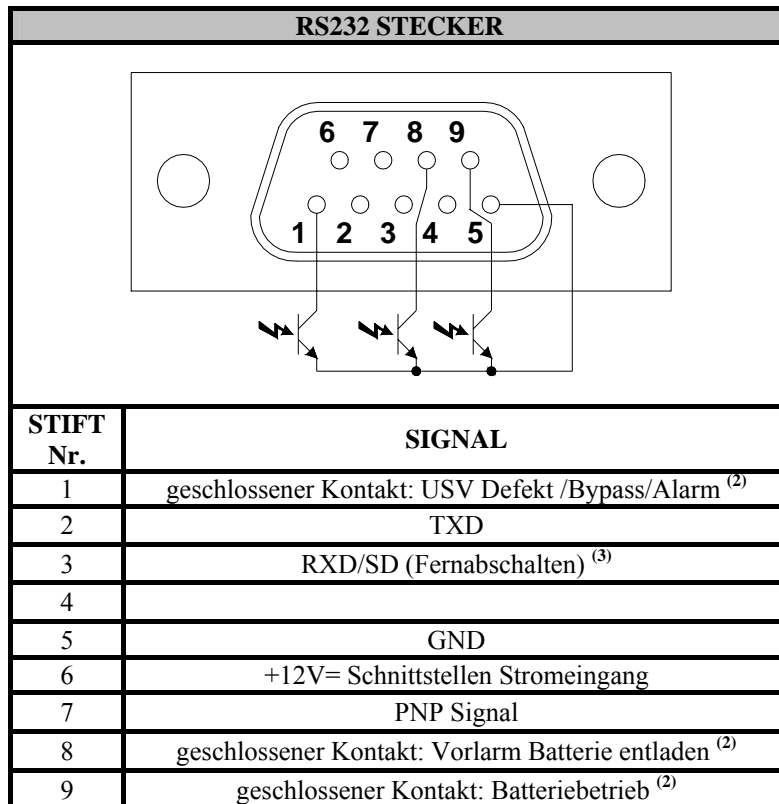 RS232 STECKER
6 7 8 9
1 2 3 4 5
STIFT
Nr.
SIGNAL
1 geschlossener Kontakt: USV Defekt /Bypass/Alarm (2)
2 TXD
3 RXD/SD (Fernabschalten) (3)
4
5 GND
6 +12V= Schnittstellen Stromeingang
7 PNP Signal
8 geschlossener Kontakt: Vorlarm Batterie entladen (2)
9 geschlossener Kontakt: Batteriebetrieb (2)